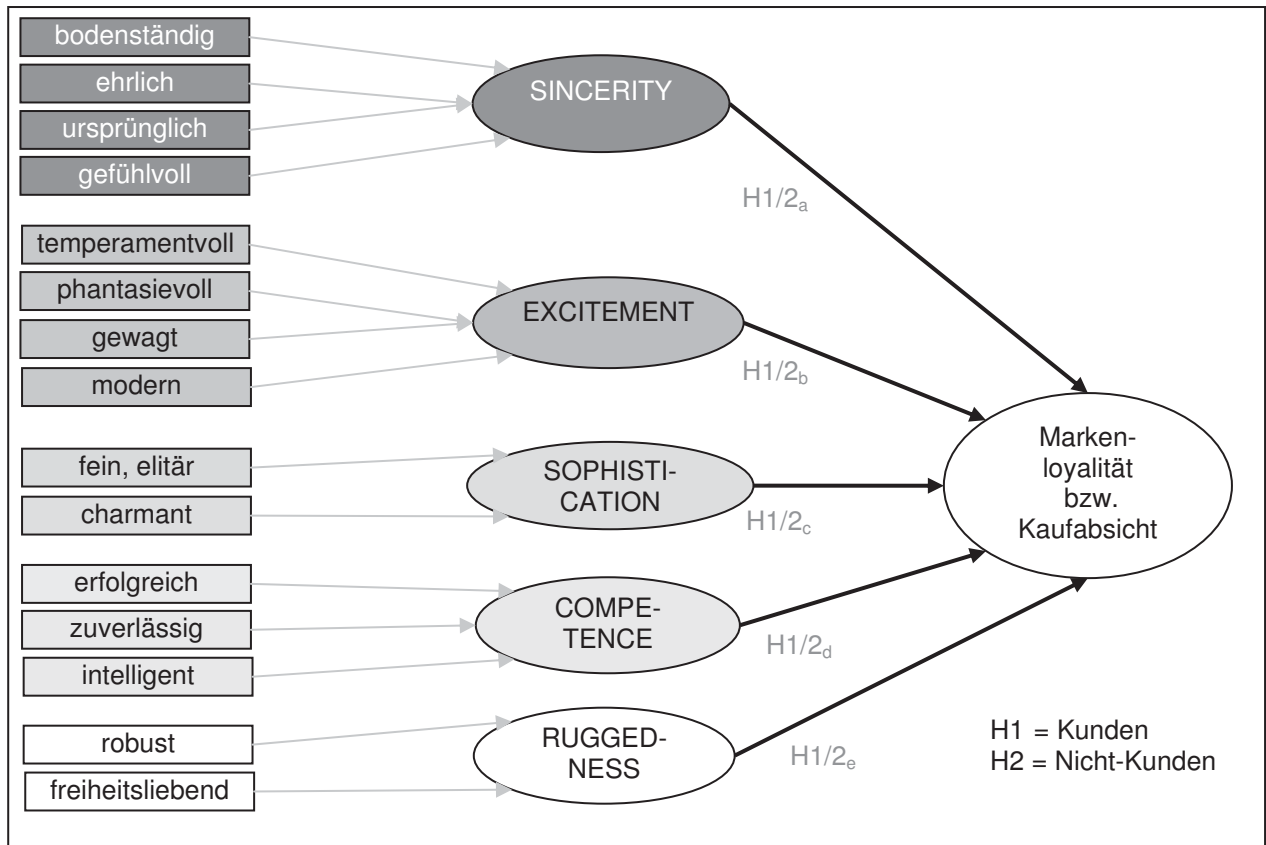 bodenständig
ehrlich
ursprünglich
gefühlvoll
SINCERITY
H1/2a
temperamentvoll
phantasievoll
gewagt
modern
EXCITEMENT
H1/2b
fein, elitär
charmant
SOPHISTI-
CATION
H1/2c
Marken-
loyalität
bzw.
Kaufabsicht
erfolgreich
zuverlässig
intelligent
COMPE-
TENCE
H1/2d
robust
freiheitsliebend
RUGGED-
NESS
H1/2e
H1 = Kunden
H2 = Nicht-Kunden